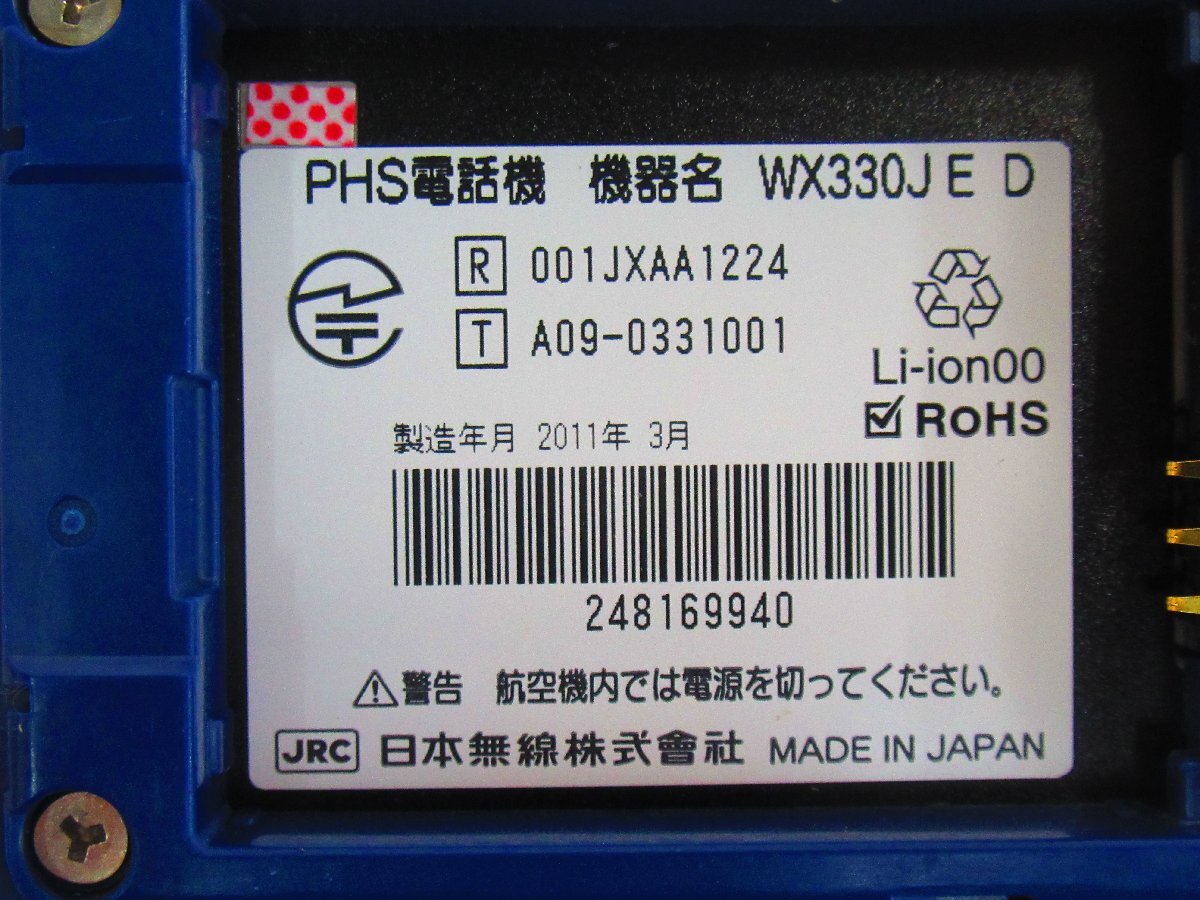 PHS電話機 機器名 WX330J E D
R 001JXAA1224
T A09-0331001
Li-ion00
RoHS
製造年月 2011年 3月
248169940
警告 航空機内では電源を切ってください。
JRC 日本無線株式會社 MADE IN JAPAN